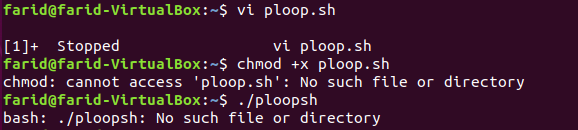 farid@farid-VirtualBox:~$ vi ploop.sh
[1]+  Stopped                 vi ploop.sh
farid@farid-VirtualBox:~$ chmod +x ploop.sh
chmod: cannot access 'ploop.sh': No such file or directory
farid@farid-VirtualBox:~$ ./ploopsh
bash: ./ploopsh: No such file or directory